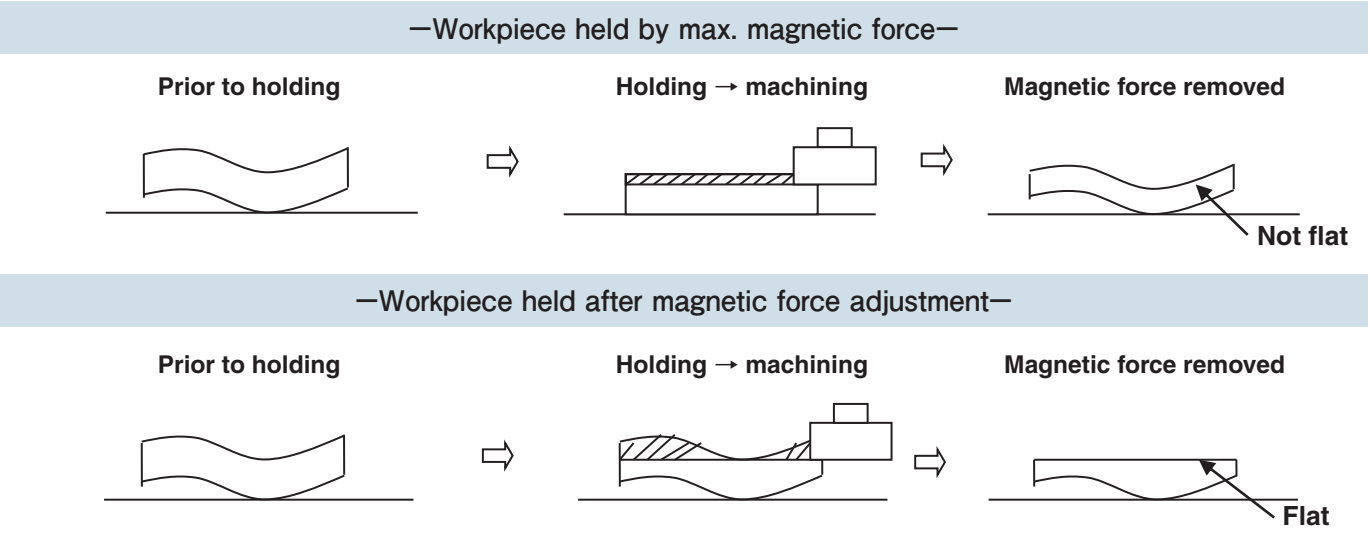 —Workpiece held by max. magnetic force—
Prior to holding
Holding → machining
Magnetic force removed
Not flat
—Workpiece held after magnetic force adjustment—
Prior to holding
Holding → machining
Magnetic force removed
Flat